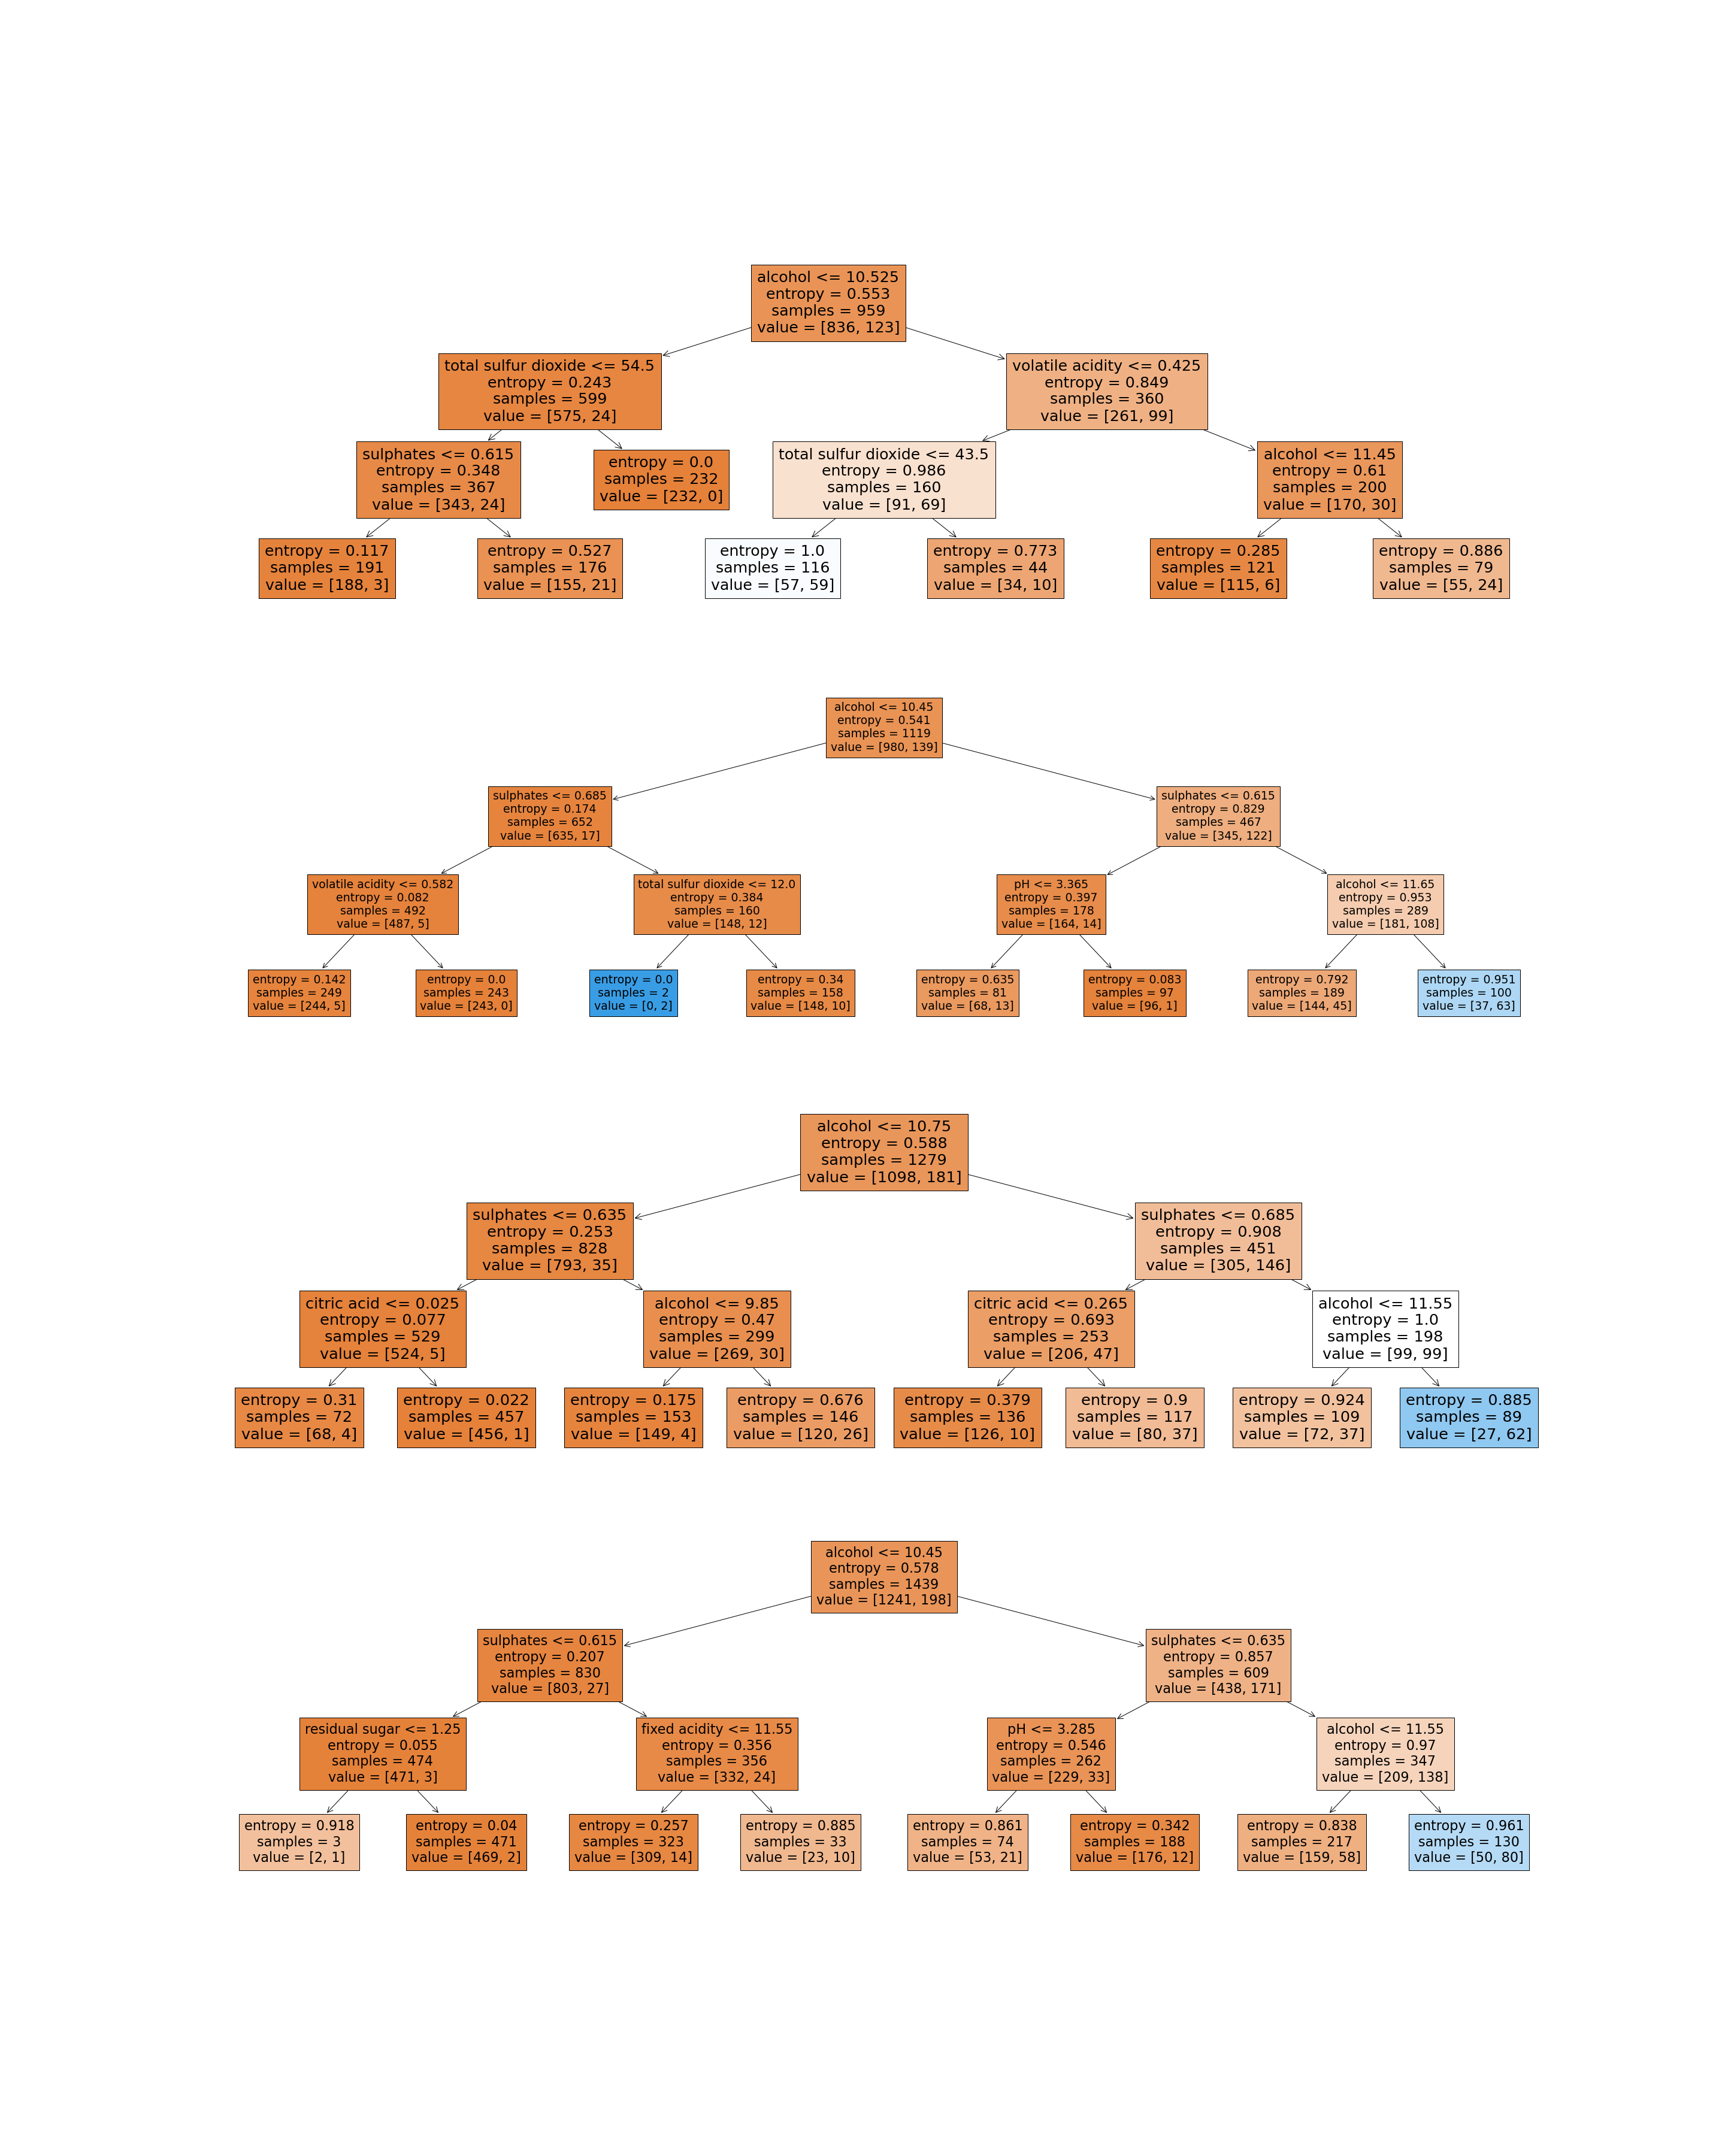 alcohol <= 10.525
entropy = 0.553
samples = 959
value = [836, 123]
total sulfur dioxide <= 54.5
entropy = 0.243
samples = 599
value = [575, 24]
volatile acidity <= 0.425
entropy = 0.849
samples = 360
value = [261, 99]
sulphates <= 0.615
entropy = 0.348
samples = 367
value = [343, 24]
entropy = 0.0
samples = 232
value = [232, 0]
total sulfur dioxide <= 43.5
entropy = 0.986
samples = 160
value = [91, 69]
alcohol <= 11.45
entropy = 0.61
samples = 200
value = [170, 30]
entropy = 0.117
samples = 191
value = [188, 3]
entropy = 0.527
samples = 176
value = [155, 21]
entropy = 1.0
samples = 116
value = [57, 59]
entropy = 0.773
samples = 44
value = [34, 10]
entropy = 0.285
samples = 121
value = [115, 6]
entropy = 0.886
samples = 79
value = [55, 24]
alcohol <= 10.45
entropy = 0.541
samples = 1119
value = [980, 139]
sulphates <= 0.685
entropy = 0.174
samples = 652
value = [635, 17]
sulphates <= 0.615
entropy = 0.829
samples = 467
value = [345, 122]
volatile acidity <= 0.582
entropy = 0.082
samples = 492
value = [487, 5]
total sulfur dioxide <= 12.0
entropy = 0.384
samples = 160
value = [148, 12]
pH <= 3.365
entropy = 0.397
samples = 178
value = [164, 14]
alcohol <= 11.65
entropy = 0.953
samples = 289
value = [181, 108]
entropy = 0.142
samples = 249
value = [244, 5]
entropy = 0.0
samples = 243
value = [243, 0]
entropy = 0.0
samples = 2
value = [0, 2]
entropy = 0.34
samples = 158
value = [148, 10]
entropy = 0.635
samples = 81
value = [68, 13]
entropy = 0.083
samples = 97
value = [96, 1]
entropy = 0.792
samples = 189
value = [144, 45]
entropy = 0.951
samples = 100
value = [37, 63]
alcohol <= 10.75
entropy = 0.588
samples = 1279
value = [1098, 181]
sulphates <= 0.635
entropy = 0.253
samples = 828
value = [793, 35]
sulphates <= 0.685
entropy = 0.908
samples = 451
value = [305, 146]
citric acid <= 0.025
entropy = 0.077
samples = 529
value = [524, 5]
alcohol <= 9.85
entropy = 0.47
samples = 299
value = [269, 30]
citric acid <= 0.265
entropy = 0.693
samples = 253
value = [206, 47]
alcohol <= 11.55
entropy = 1.0
samples = 198
value = [99, 99]
entropy = 0.31
samples = 72
value = [68, 4]
entropy = 0.022
samples = 457
value = [456, 1]
entropy = 0.175
samples = 153
value = [149, 4]
entropy = 0.676
samples = 146
value = [120, 26]
entropy = 0.379
samples = 136
value = [126, 10]
entropy = 0.9
samples = 117
value = [80, 37]
entropy = 0.924
samples = 109
value = [72, 37]
entropy = 0.885
samples = 89
value = [27, 62]
alcohol <= 10.45
entropy = 0.578
samples = 1439
value = [1241, 198]
sulphates <= 0.615
entropy = 0.207
samples = 830
value = [803, 27]
sulphates <= 0.635
entropy = 0.857
samples = 609
value = [438, 171]
residual sugar <= 1.25
entropy = 0.055
samples = 474
value = [471, 3]
fixed acidity <= 11.55
entropy = 0.356
samples = 356
value = [332, 24]
pH <= 3.285
entropy = 0.546
samples = 262
value = [229, 33]
alcohol <= 11.55
entropy = 0.97
samples = 347
value = [209, 138]
entropy = 0.918
samples = 3
value = [2, 1]
entropy = 0.04
samples = 471
value = [469, 2]
entropy = 0.257
samples = 323
value = [309, 14]
entropy = 0.885
samples = 33
value = [23, 10]
entropy = 0.861
samples = 74
value = [53, 21]
entropy = 0.342
samples = 188
value = [176, 12]
entropy = 0.838
samples = 217
value = [159, 58]
entropy = 0.961
samples = 130
value = [50, 80]